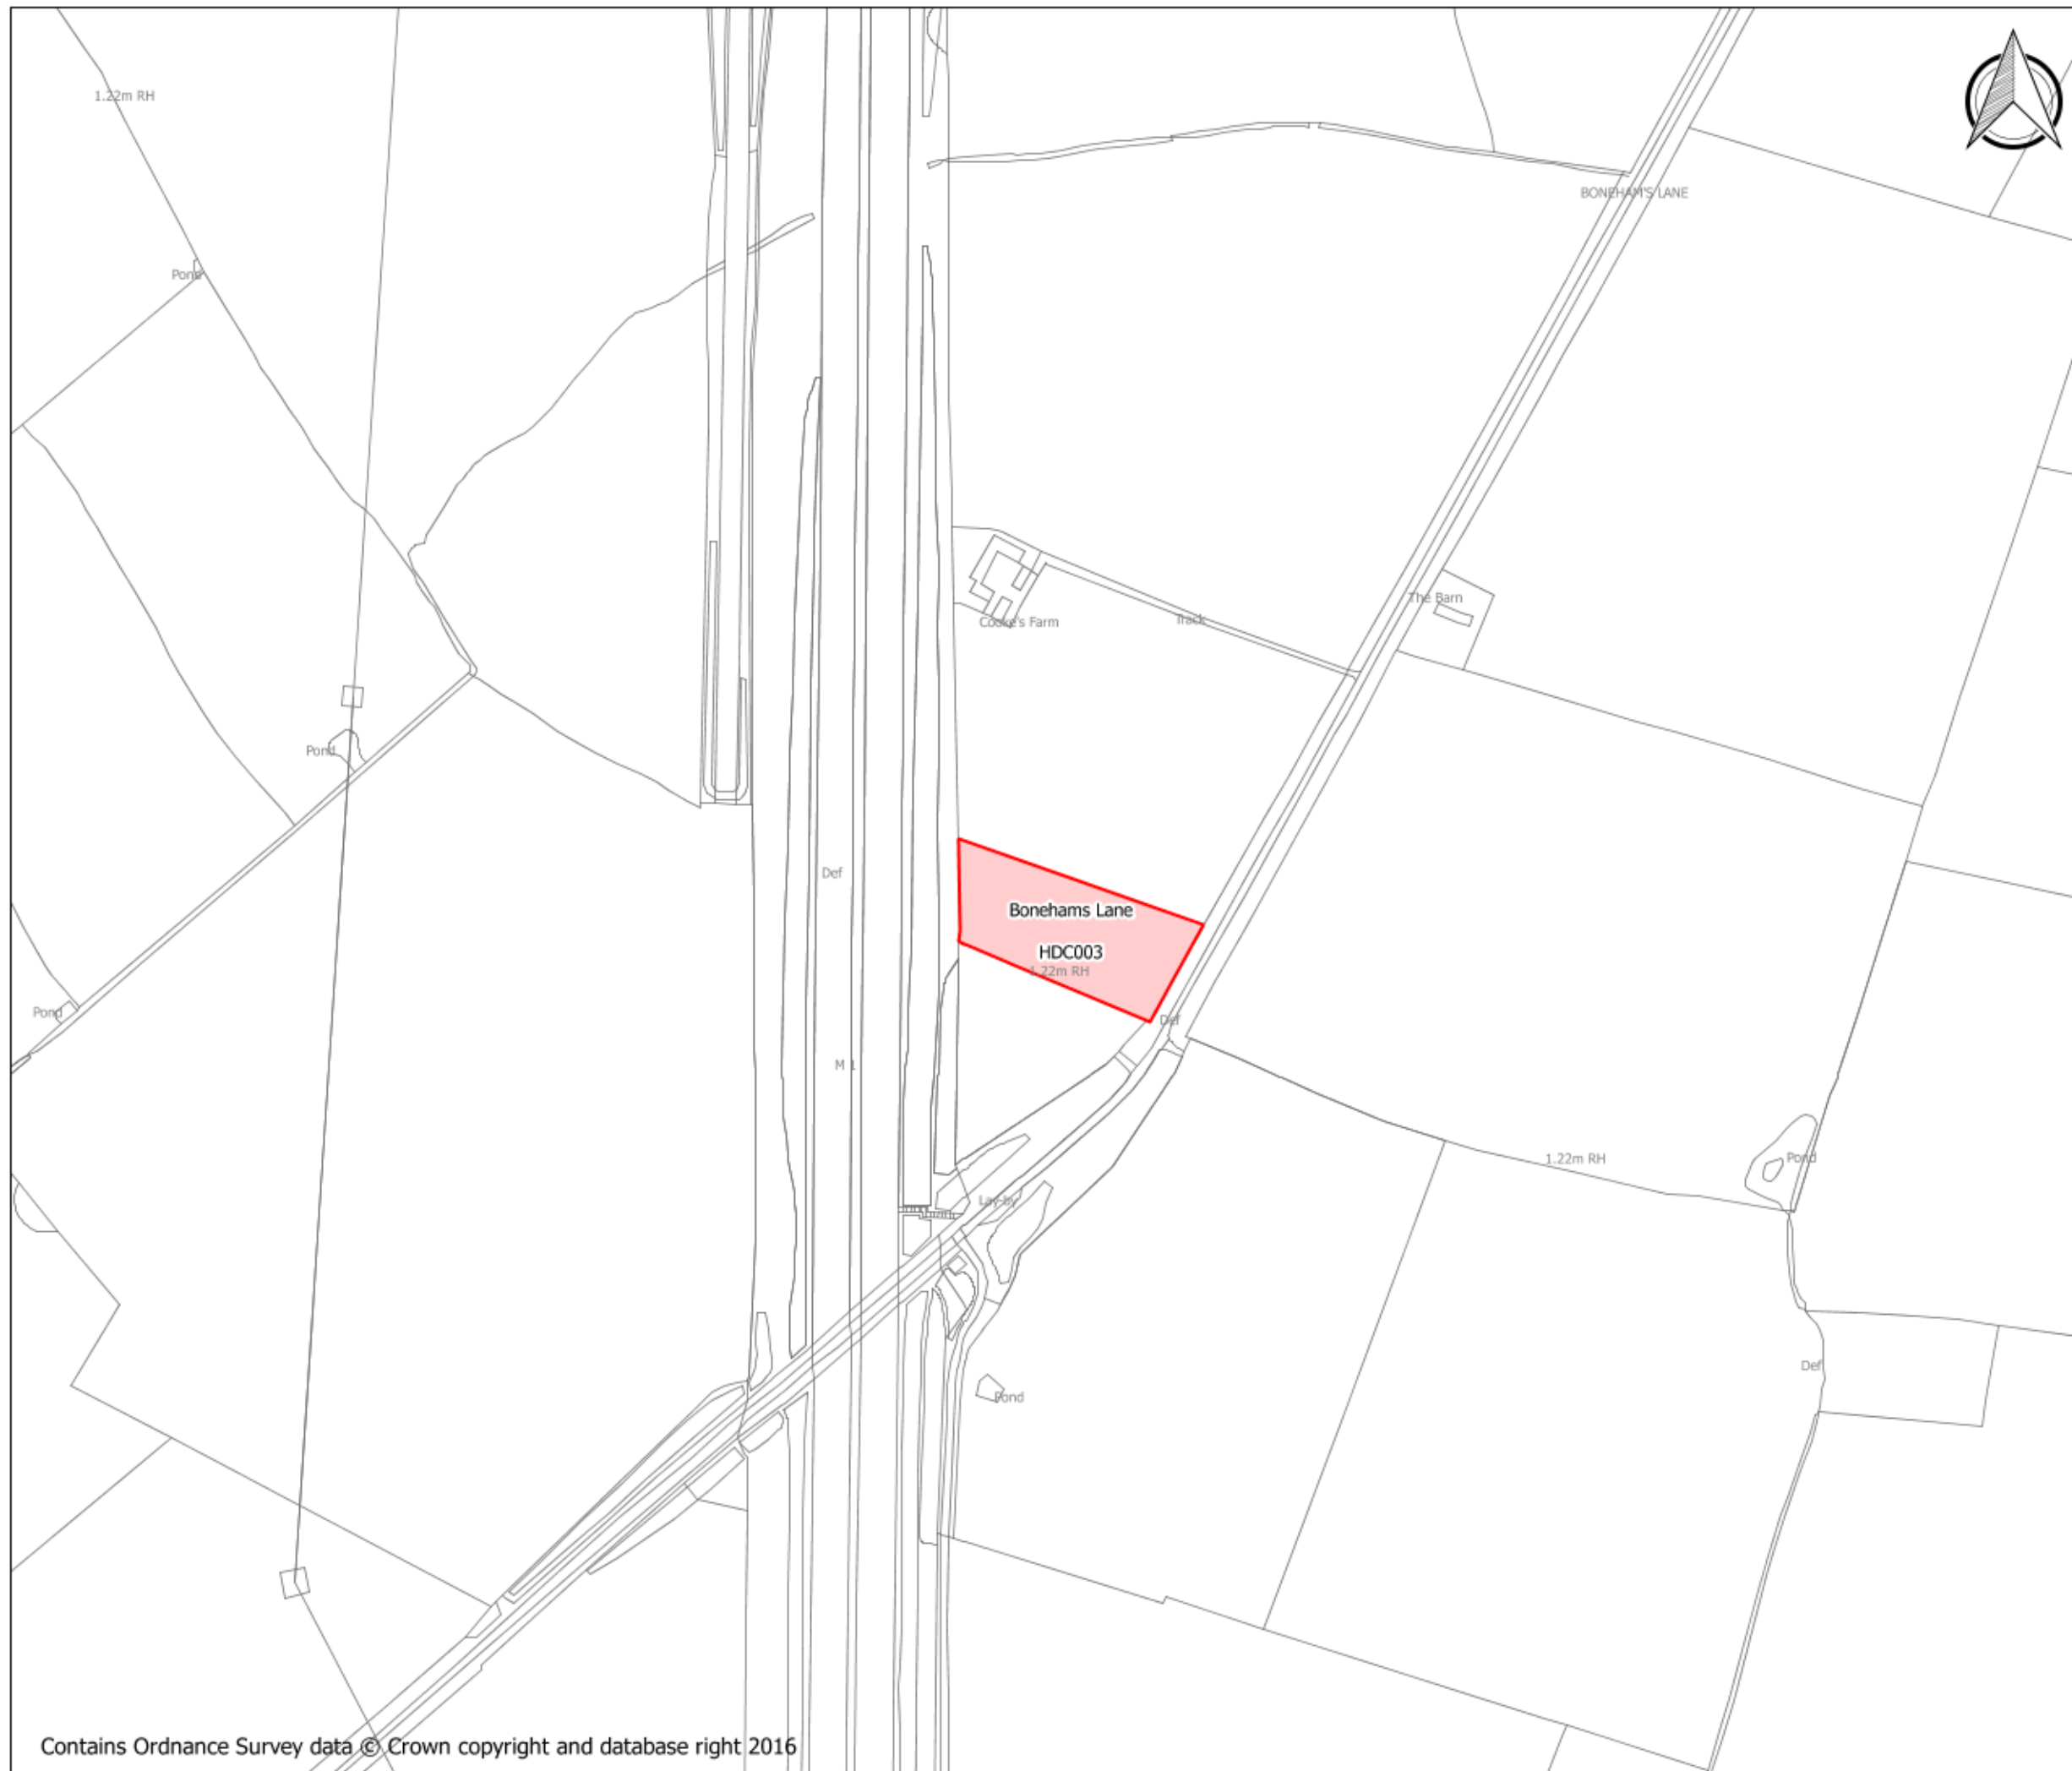 1.22m RH
BONEHAM'S LANE
Pond
The Barn
Track
Cooke's Farm
Pond
Def
Bonehams Lane
HDC003
1.22m RH
Pond
Def
M 1
1.22m RH
Pond
Lay-by
Def
Pond
Contains Ordnance Survey data © Crown copyright and database right 2016